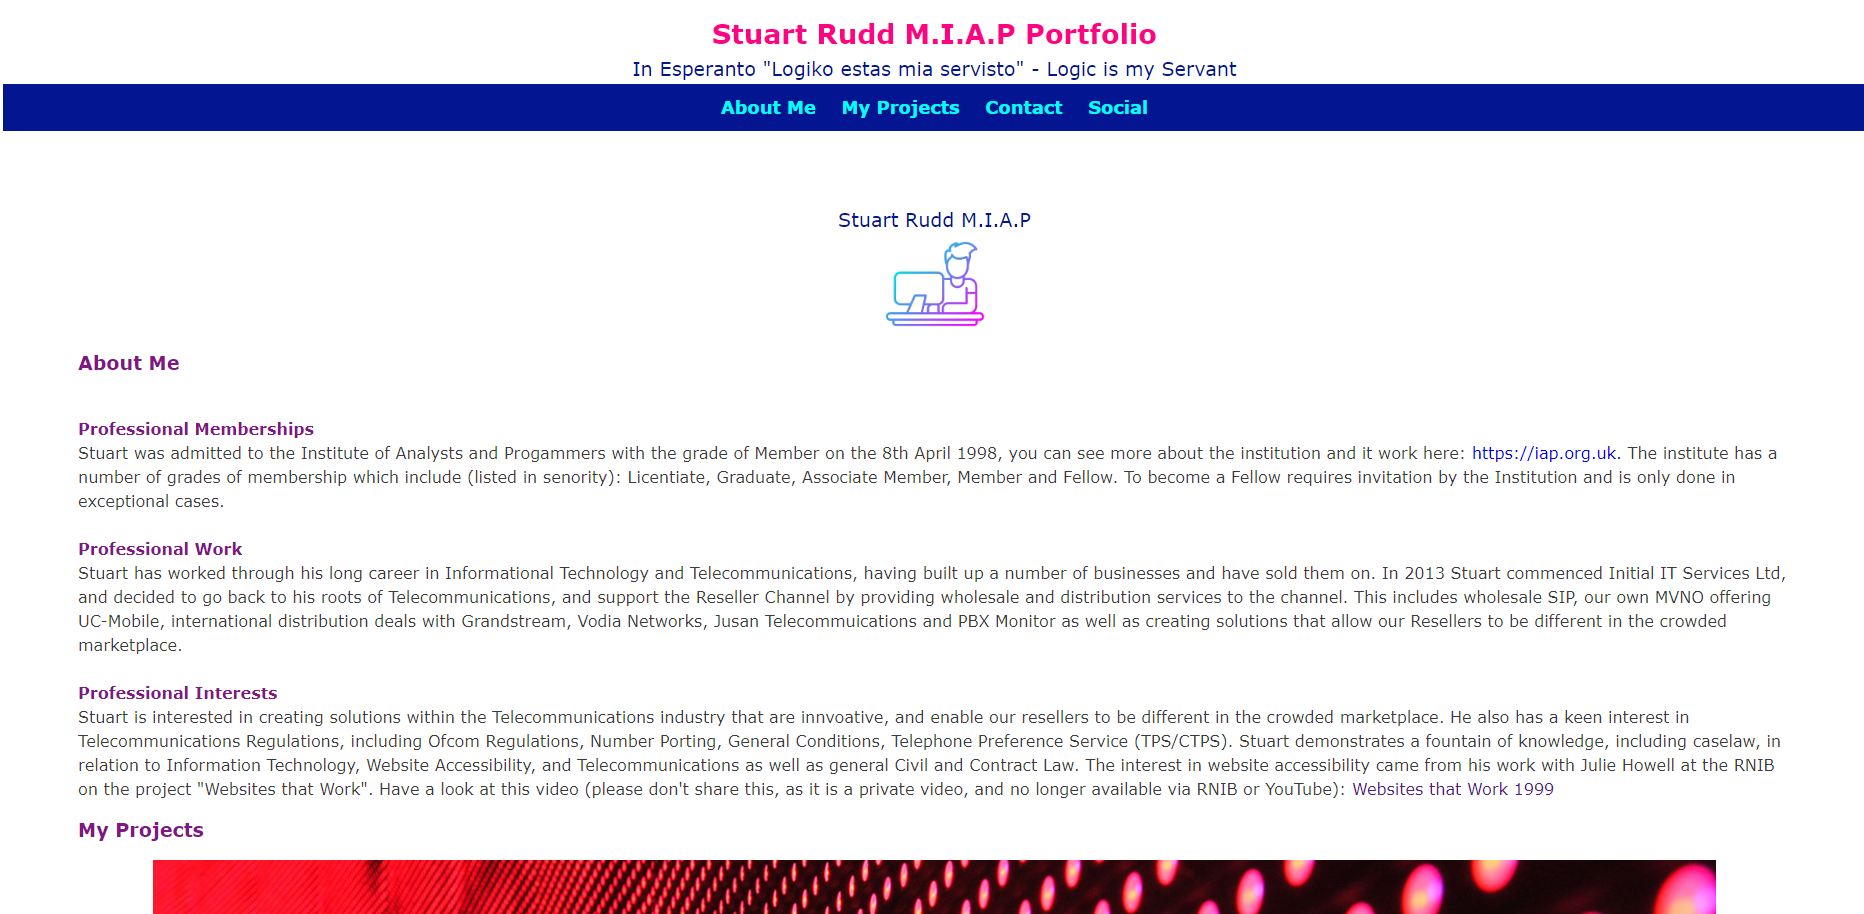 Stuart Rudd M.I.A.P Portfolio
In Esperanto "Logiko estas mia servisto" - Logic is my Servant
About Me My Projects Contact Social
Stuart Rudd M.I.A.P
About Me
Professional Memberships
Stuart was admitted to the Institute of Analysts and Progammers with the grade of Member on the 8th April 1998, you can see more about the institution and it work here: https://iap.org.uk. The institute has a
number of grades of membership which include (listed in senority): Licentiate, Graduate, Associate Member, Member and Fellow. To become a Fellow requires invitation by the Institution and is only done in
exceptional cases.
Professional Work
Stuart has worked through his long career in Informational Technology and Telecommunications, having built up a number of businesses and have sold them on. In 2013 Stuart commenced Initial IT Services Ltd,
and decided to go back to his roots of Telecommunications, and support the Reseller Channel by providing wholesale and distribution services to the channel. This includes wholesale SIP, our own MVNO offering
UC-Mobile, international distribution deals with Grandstream, Vodia Networks, Jusan Telecommuications and PBX Monitor as well as creating solutions that allow our Resellers to be different in the crowded
marketplace.
Professional Interests
Stuart is interested in creating solutions within the Telecommunications industry that are innvoative, and enable our resellers to be different in the crowded marketplace. He also has a keen interest in
Telecommunications Regulations, including Ofcom Regulations, Number Porting, General Conditions, Telephone Preference Service (TPS/CTPS). Stuart demonstrates a fountain of knowledge, including caselaw, in
relation to Information Technology, Website Accessibility, and Telecommunications as well as general Civil and Contract Law. The interest in website accessibility came from his work with Julie Howell at the RNIB
on the project "Websites that Work". Have a look at this video (please don't share this, as it is a private video, and no longer available via RNIB or YouTube): Websites that Work 1999
My Projects